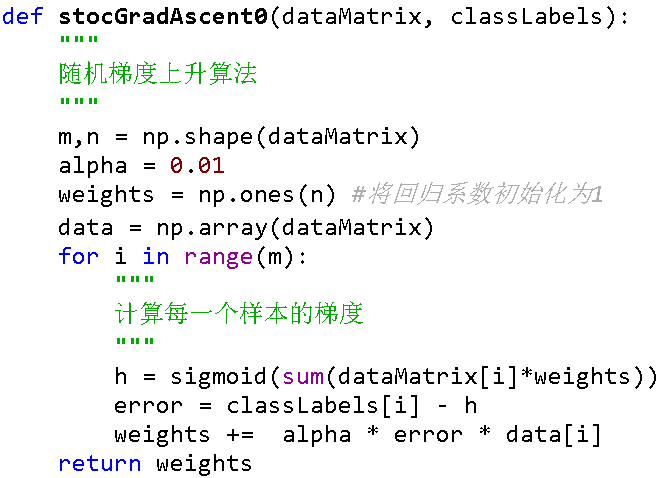 def stocGradAscent0(dataMatrix, classLabels):
    """
    随机梯度上升算法
    """
    m,n = np.shape(dataMatrix)
    alpha = 0.01
    weights = np.ones(n) #将回归系数初始化为1
    data = np.array(dataMatrix)
    for i in range(m):
        """
        计算每一个样本的梯度
        """
        h = sigmoid(sum(dataMatrix[i]*weights))
        error = classLabels[i] - h
        weights +=  alpha * error * data[i]
    return weights